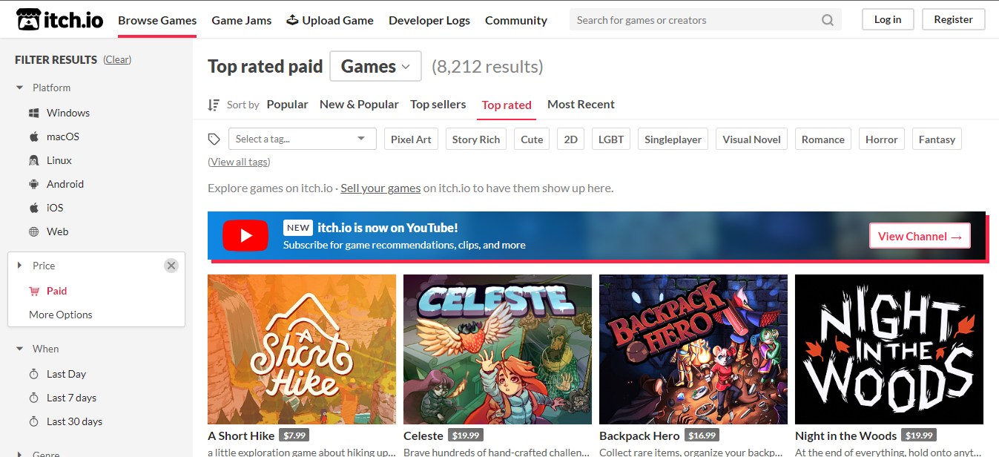 itch.io
Browse Games
Game Jams
Upload Game
Developer Logs
Community
Search for games or creators
Log in
Register
FILTER RESULTS (Clear)
Platform
Windows
macOS
Linux
Android
iOS
Web
Price
Paid
More Options
When
Last Day
Last 7 days
Last 30 days
Genre
Top rated paid Games (8,212 results)
Sort by Popular New & Popular Top sellers Top rated Most Recent
Select a tag... Pixel Art Story Rich Cute 2D LGBT Singleplayer Visual Novel Romance Horror Fantasy
(View all tags)
Explore games on itch.io · Sell your games on itch.io to have them show up here.
NEW itch.io is now on YouTube!
Subscribe for game recommendations, clips, and more
View Channel →
A
Short
Hike
CELESTE
BACKPACK
HERO
NIGHT
IN THE
WOODS
A Short Hike $7.99
a little exploration game about hiking up...
Celeste $19.99
Brave hundreds of hand-crafted challen...
Backpack Hero $16.99
Collect rare items, organize your backp...
Night in the Woods $19.99
At the end of everything, hold onto anyt...